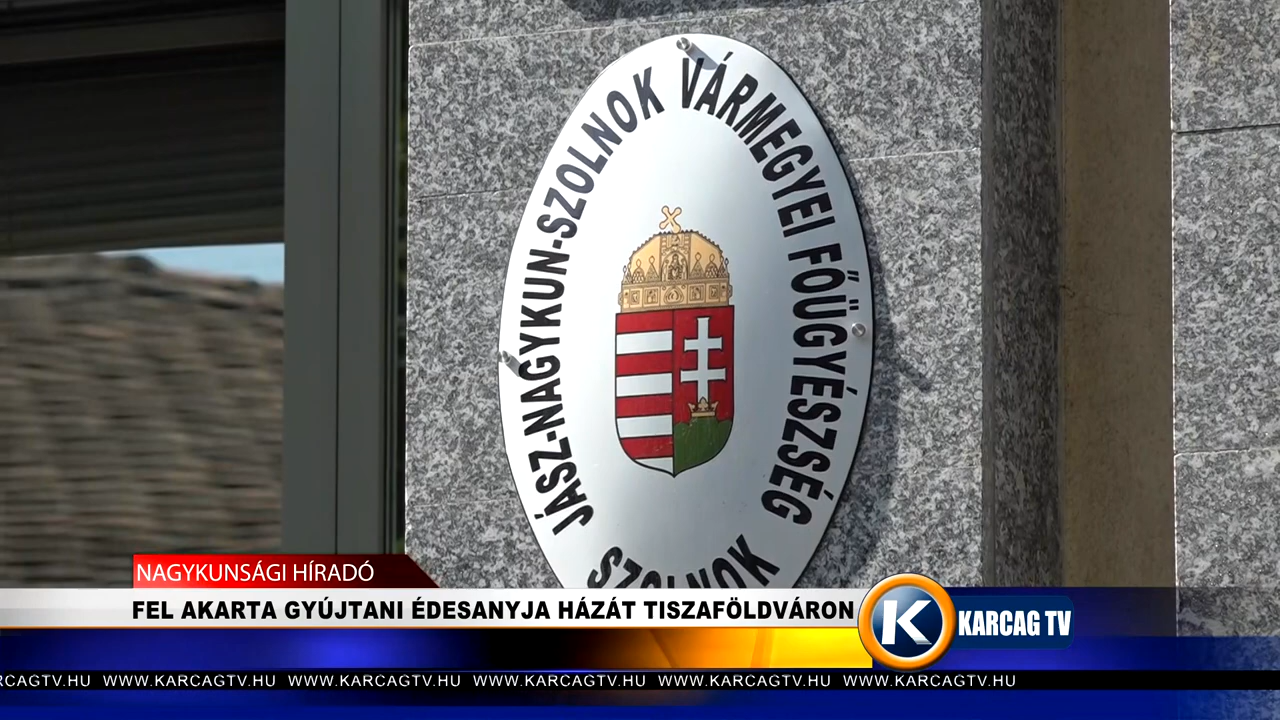 JÁSZ-NAGYKUN-SZOLNOK VÁRMEGYEI FŐÜGYÉSZSÉG
SZOLNOK
NAGYKUNSÁGI HÍRADÓ
FEL AKARTA GYÚJTANI ÉDESANYJA HÁZÁT TISZAFÖLDVÁRON
K KARCAG TV
RCAGTV.HU WWW.KARCAGTV.HU WWW.KARCAGTV.HU WWW.KARCAGTV.HU WWW.KARCAGTV.HU WWW.KARCAGTV.HU